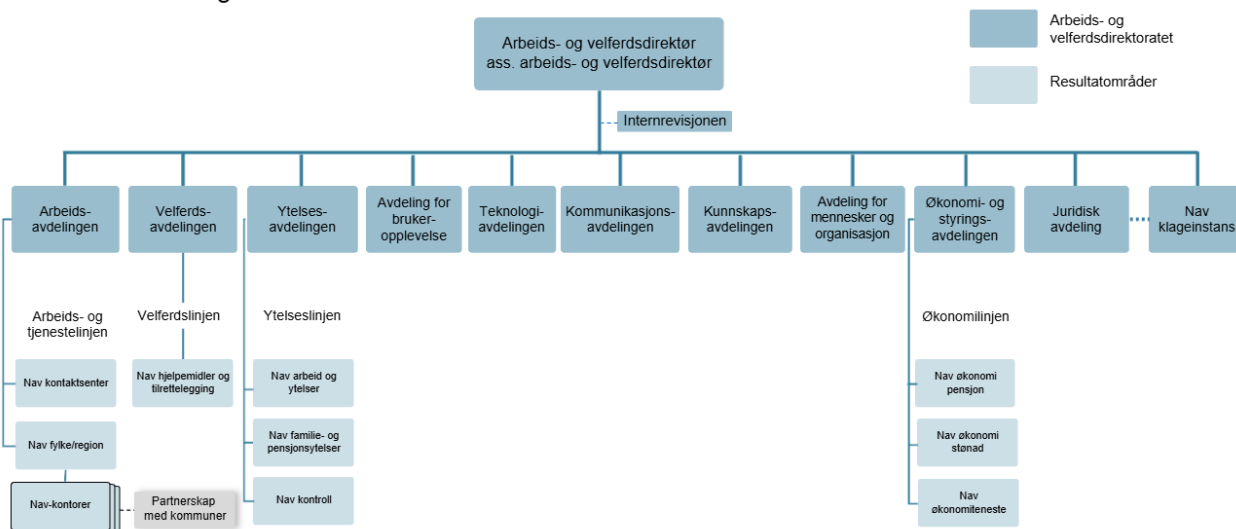 Arbeids- og velferdsdirektør
ass. arbeids- og velferdsdirektør
Arbeids- og
velferdsdirektoratet
Resultatområder
Internrevisjonen
Arbeids-
avdelingen
Velferds-
avdelingen
Ytelses-
avdelingen
Avdeling for
bruker-
opplevelse
Teknologi-
avdelingen
Kommunikasjons-
avdelingen
Kunnskaps-
avdelingen
Avdeling for
mennesker og
organisasjon
Økonomi- og
styrings-
avdelingen
Juridisk
avdeling
Nav
klageinstans
Arbeids- og
tjenestelinjen
Velferdslinjen
Ytelseslinjen
Økonomilinjen
Nav kontaktsenter
Nav hjelpemidler og
tilrettelegging
Nav arbeid og
ytelser
Nav økonomi
pensjon
Nav fylke/region
Nav familie- og
pensjonsytelser
Nav økonomi
stønad
Nav-kontorer
Partnerskap
med kommuner
Nav kontroll
Nav
økonomiteneste